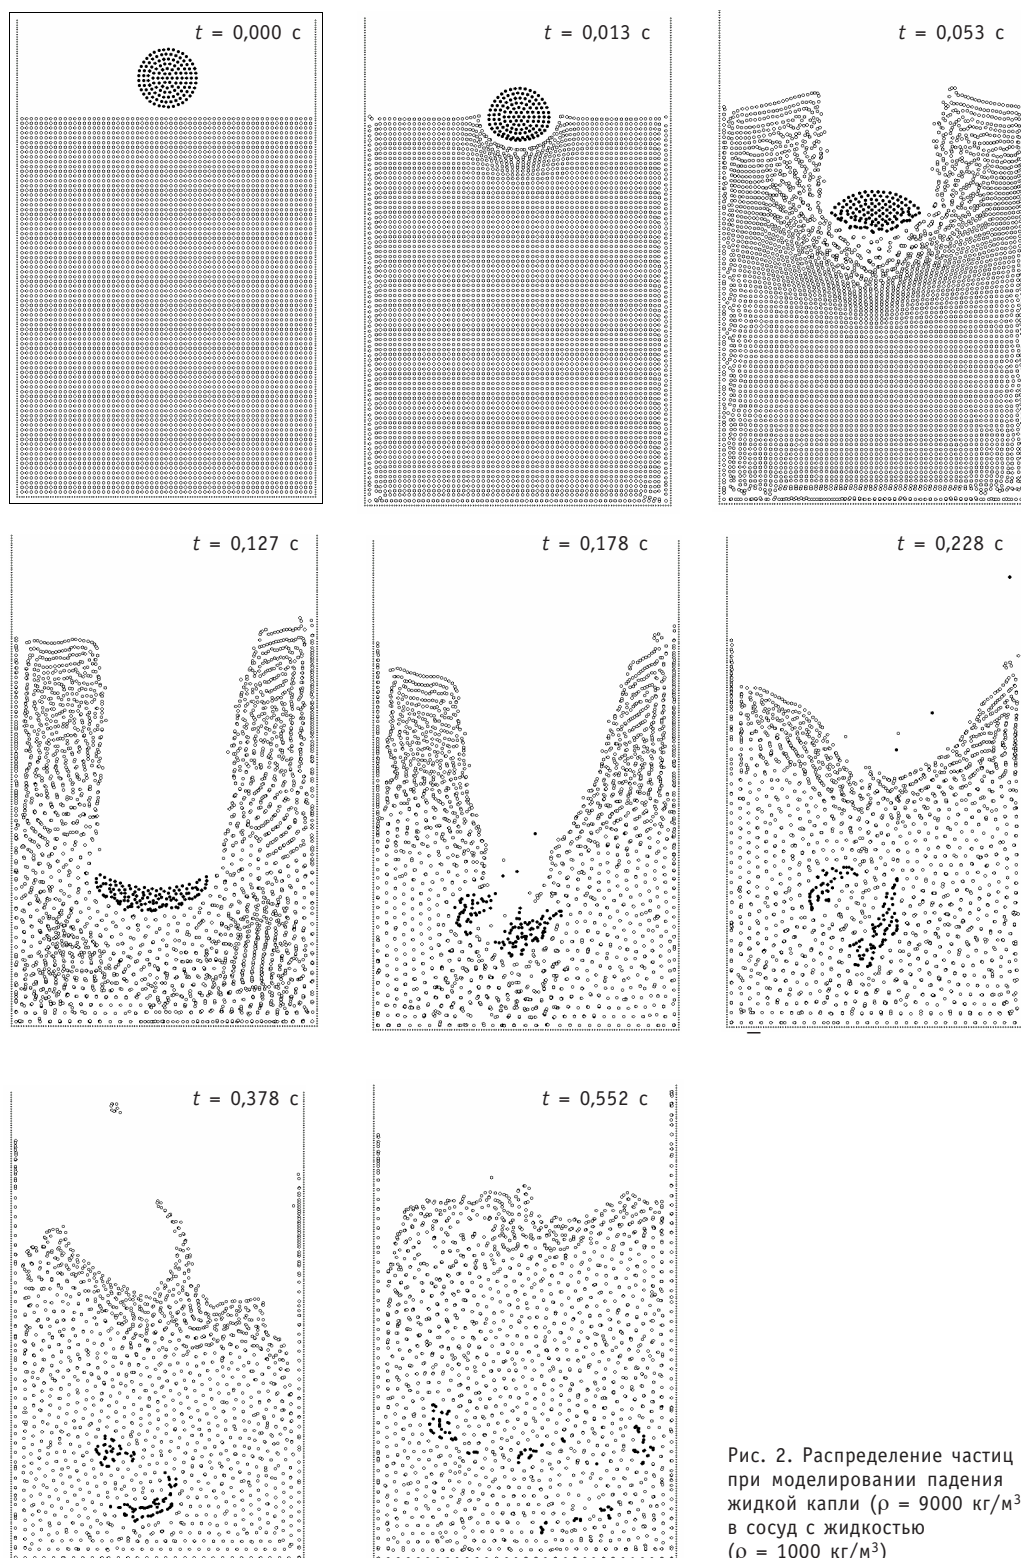 t = 0,000 с
t = 0,013 с
t = 0,053 с
t = 0,127 с
t = 0,178 с
t = 0,228 с
t = 0,378 с
t = 0,552 с
Рис. 2. Распределение частиц
при моделировании падения
жидкой капли (ρ = 9000 кг/м³
в сосуд с жидкостью
(ρ = 1000 кг/м³)